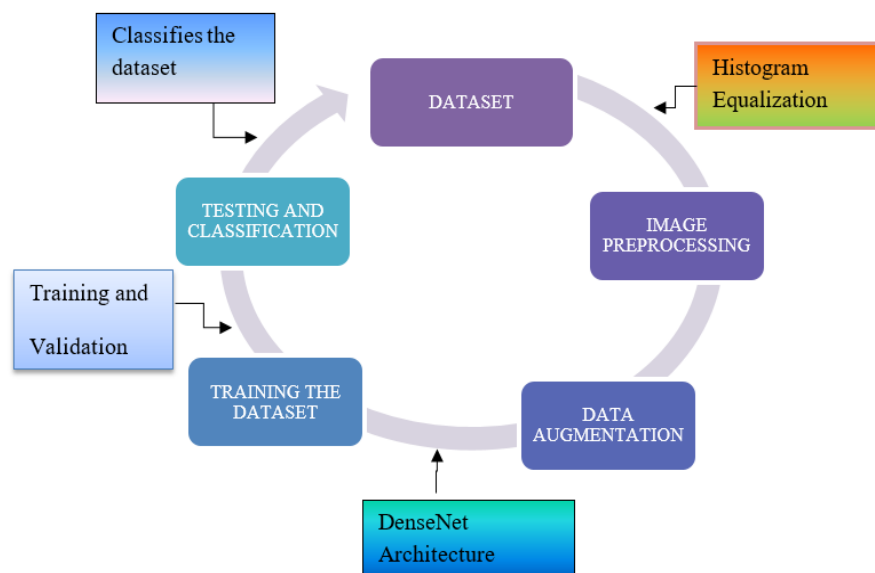 Classifies the
dataset
DATASET
Histogram
Equalization
TESTING AND
CLASSIFICATION
IMAGE
PREPROCESSING
Training and
Validation
TRAINING THE
DATASET
DATA
AUGMENTATION
DenseNet
Architecture